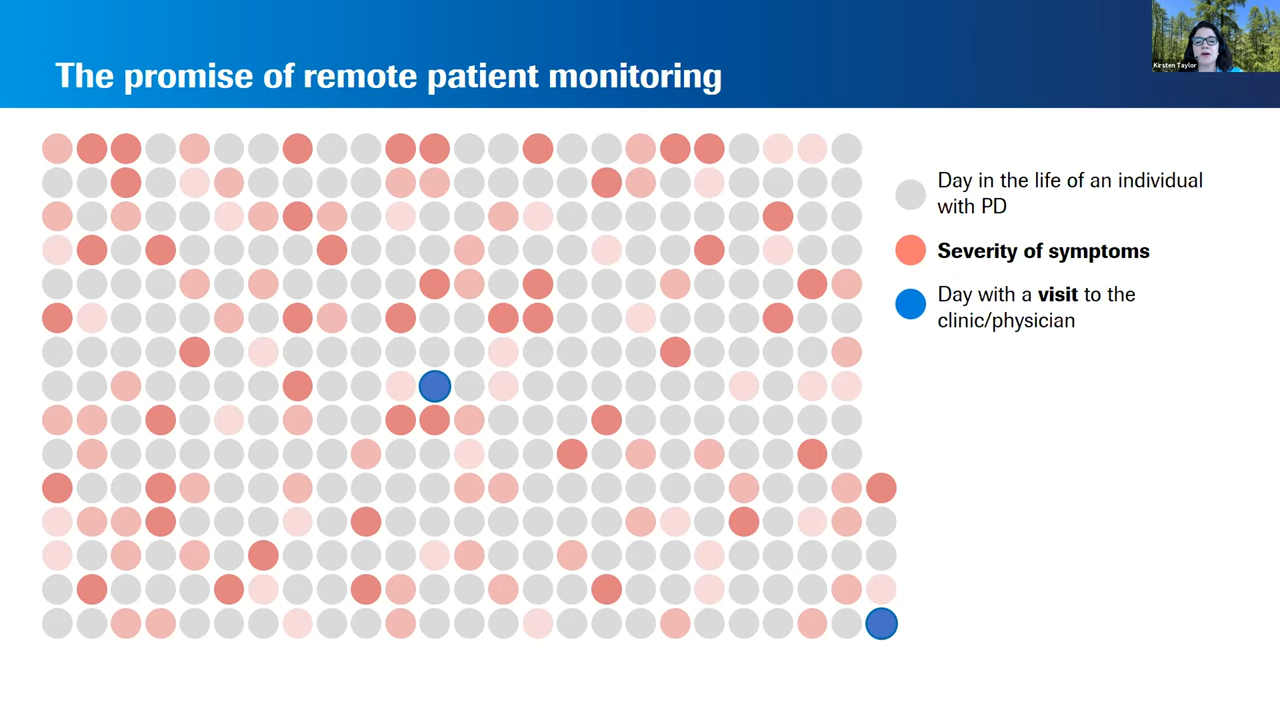 The promise of remote patient monitoring
Kirsten Taylor
Day in the life of an individual
with PD
Severity of symptoms
Day with a visit to the
clinic/physician